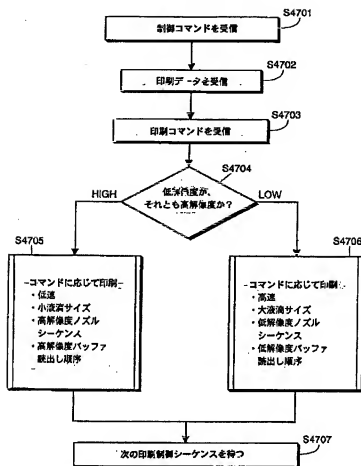 S4701
制御コマンドを受信
S4702
印刷データを受信
S4703
印刷コマンドを受信
S4704
低解像度が、
それとも高解像度か?
HIGH
LOW
S4705
コマンドに応じて印刷
・低速
・小液滴サイズ
・高解像度ノズル
シーケンス
・高解像度バッファ
読出し順序
S4706
コマンドに応じて印刷
・高速
・大液滴サイズ
・低解像度ノズル
シーケンス
・低解像度バッファ
読出し順序
S4707
次の印刷制御シーケンスを待つ